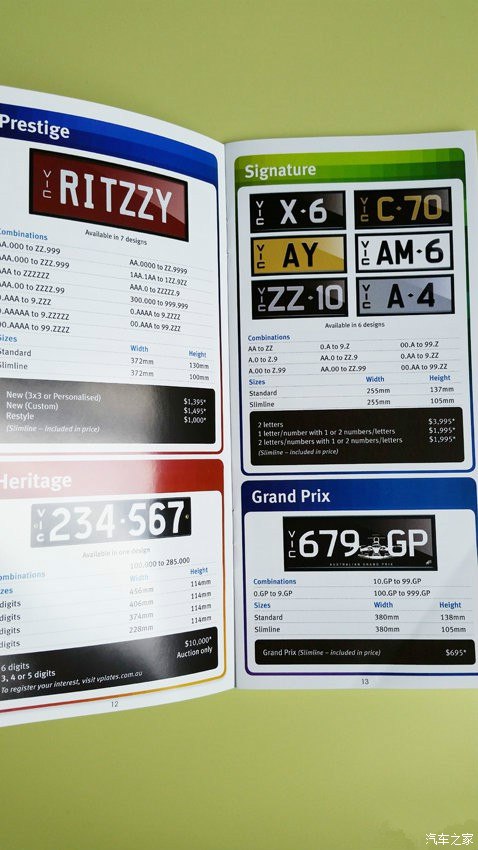 Prestige
VIC
RITZZY
Available in 7 designs
Combinations
AA.000 to ZZ.999
AA.0000 to ZZ.9999
AAA.000 to ZZZ.999
1AA.1AA to 1ZZ.9ZZ
AAA to ZZZZZZ
AAA.0 to ZZZZZ.9
AA.00 to ZZZZ.99
300.000 to 999.999
.AAA to 9.ZZZ
0.AAAA to 9.ZZZZ
.AAAAA to 9.ZZZZZ
00.AAA to 99.ZZZ
0.AAAA to 99.ZZZZ
Sizes
Width
Height
Standard
372mm
130mm
Slimline
372mm
100mm
New (3x3 or Personalised)
$1,395*
New (Custom)
$1,495*
Restyle
$1,000*
(Slimline – included in price)
Heritage
VIC
234·567
Available in one design
ombinations
100.000 to 285.000
Sizes
Width
Height
digits
456mm
114mm
digits
406mm
114mm
digits
374mm
114mm
digits
228mm
114mm
6 digits
$10,000*
3, 4 or 5 digits
Auction only
To register your interest, visit vplates.com.au
12
Signature
VIC
X·6
VIC
C·70
VIC
AY
VIC
AM·6
VIC
ZZ·10
VIC
A·4
Available in 6 designs
Combinations
AA to ZZ
0.A to 9.Z
00.A to 99.Z
A.0 to Z.9
AA.0 to ZZ.9
0.AA to 9.ZZ
A.00 to Z.99
AA.00 to ZZ.99
00.AA to 99.ZZ
Sizes
Width
Height
Standard
255mm
137mm
Slimline
255mm
105mm
2 letters
$3,995*
1 letter/number with 1 or 2 numbers/letters
$1,995*
2 letters/numbers with 1 or 2 numbers/letters
$1,995*
(Slimline – included in price)
Grand Prix
VIC
679 GP
AUSTRALIAN GRAND PRIX
Combinations
10.GP to 99.GP
0.GP to 9.GP
100.GP to 999.GP
Sizes
Width
Height
Standard
380mm
138mm
Slimline
380mm
105mm
Grand Prix (Slimline – included in price)
$695*
13
汽车之家